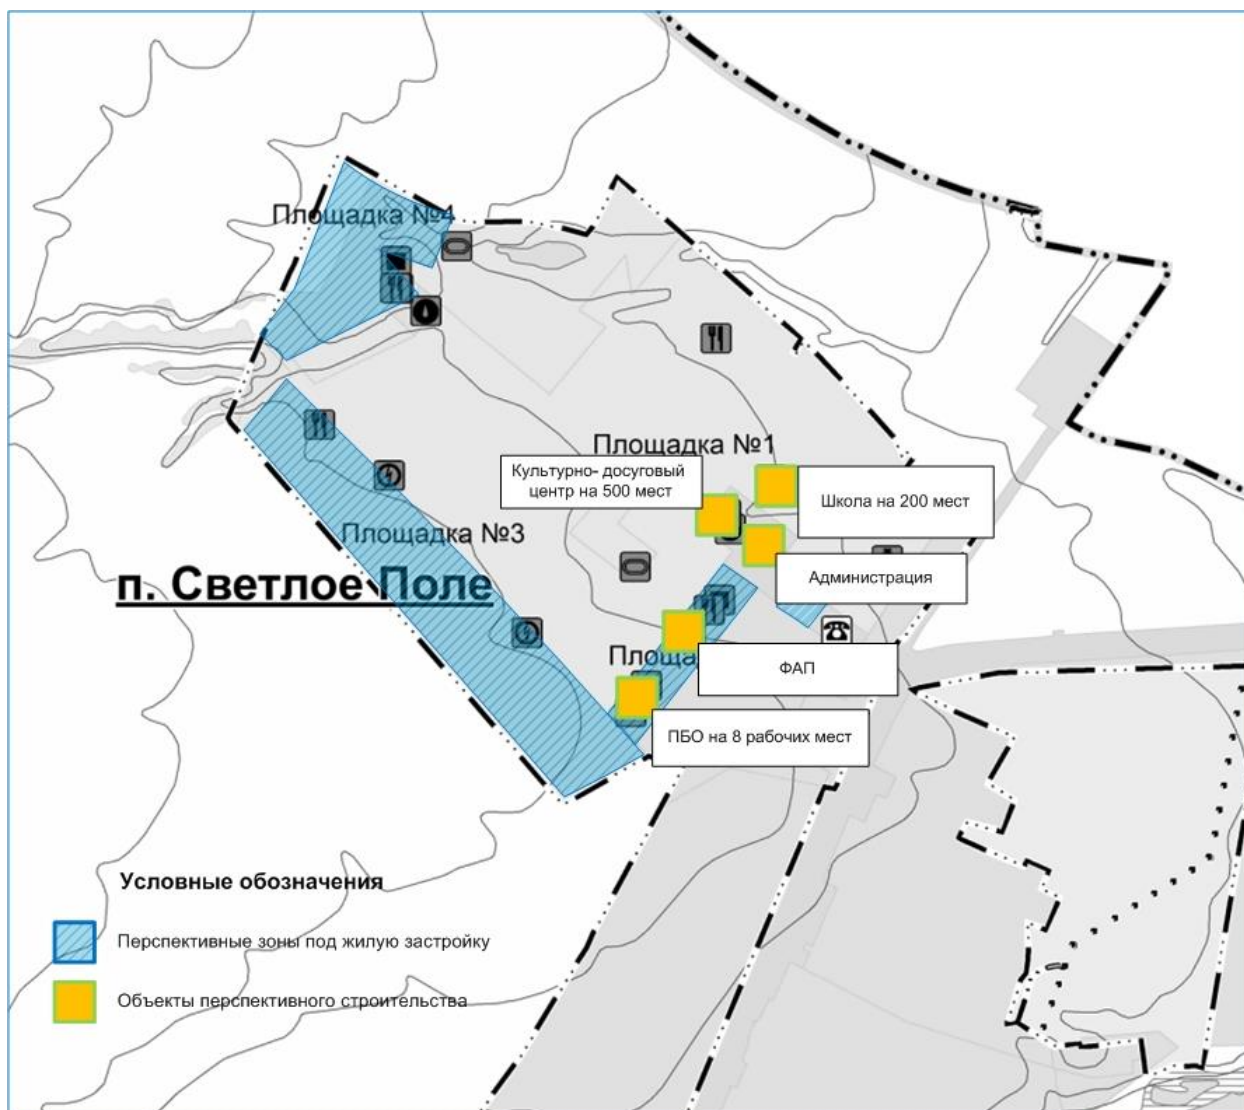 Площадка №4
Площадка №1
Культурно- досуговый
центр на 500 мест
Школа на 200 мест
Площадка №3
Администрация
п. Светлое Поле
ФАП
ПБО на 8 рабочих мест
Условные обозначения
Перспективные зоны под жилую застройку
Объекты перспективного строительства